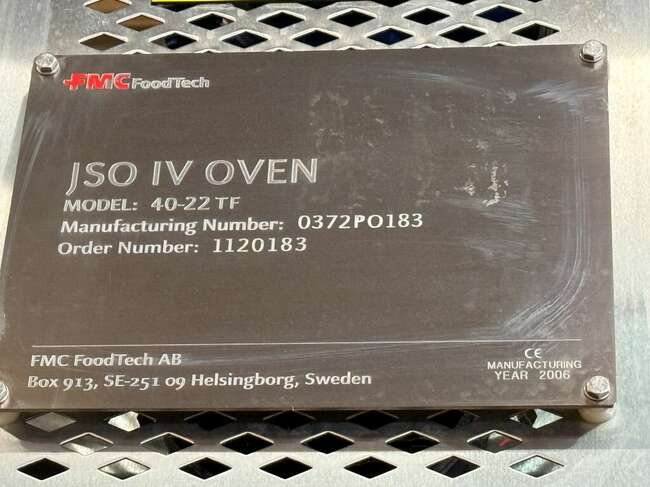 FMC FoodTech
JSO IV OVEN
MODEL: 40-22 TF
Manufacturing Number: 0372PO183
Order Number: 1120183
FMC FoodTech AB
Box 913, SE-251 09 Helsingborg, Sweden
CE
MANUFACTURING
YEAR 2006